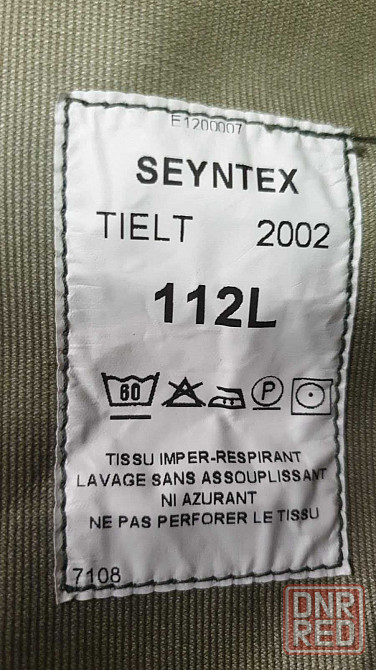 E1200007
SEYNTEX
TIELT 2002
112L
60 P
TISSU IMPER-RESPIRANT
LAVAGE SANS ASSOUPLISSANT
NI AZURANT
NE PAS PERFORER LE TISSU
7108
DNR
RED